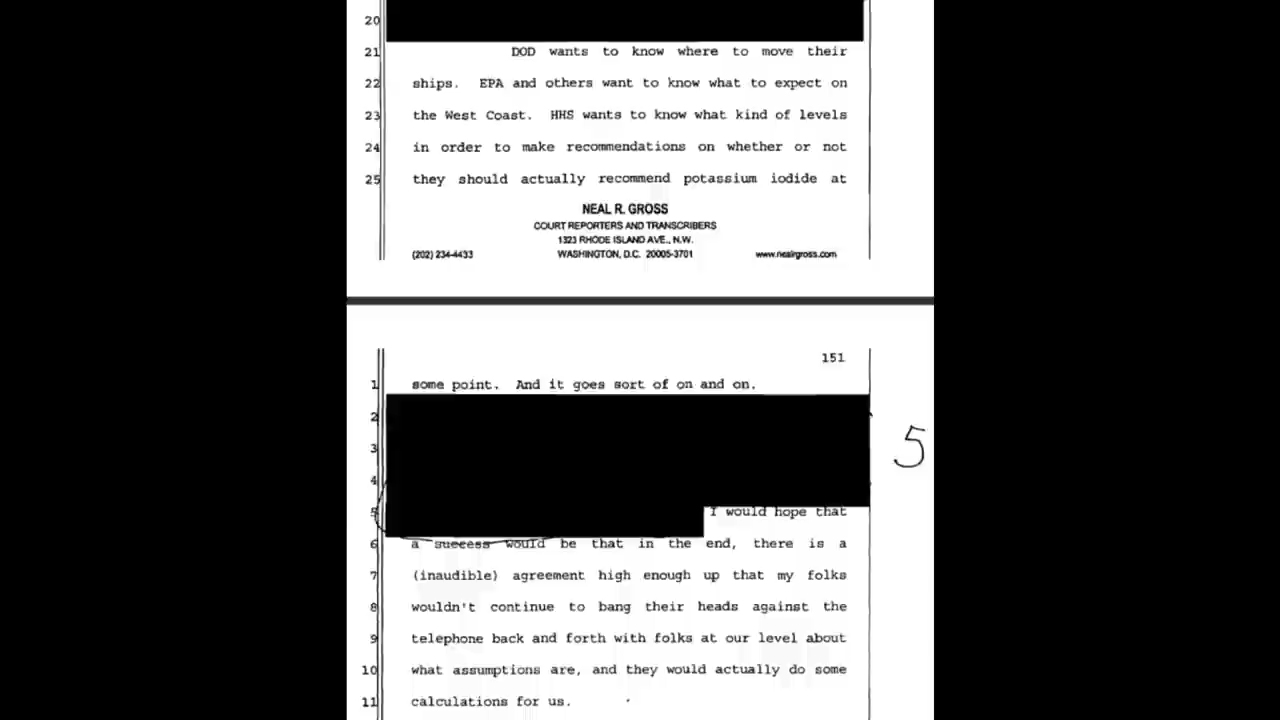 20
21 DOD wants to know where to move their
22 ships. EPA and others want to know what to expect on
23 the West Coast. HHS wants to know what kind of levels
24 in order to make recommendations on whether or not
25 they should actually recommend potassium iodide at
NEAL R. GROSS
COURT REPORTERS AND TRANSCRIBERS
1323 RHODE ISLAND AVE., N.W.
(202) 234-4433 WASHINGTON, D.C. 20005-3701 www.nealrgross.com
151
1 some point. And it goes sort of on and on.
2
3 5
4
5 I would hope that
6 a success would be that in the end, there is a
7 (inaudible) agreement high enough up that my folks
8 wouldn't continue to bang their heads against the
9 telephone back and forth with folks at our level about
10 what assumptions are, and they would actually do some
11 calculations for us.